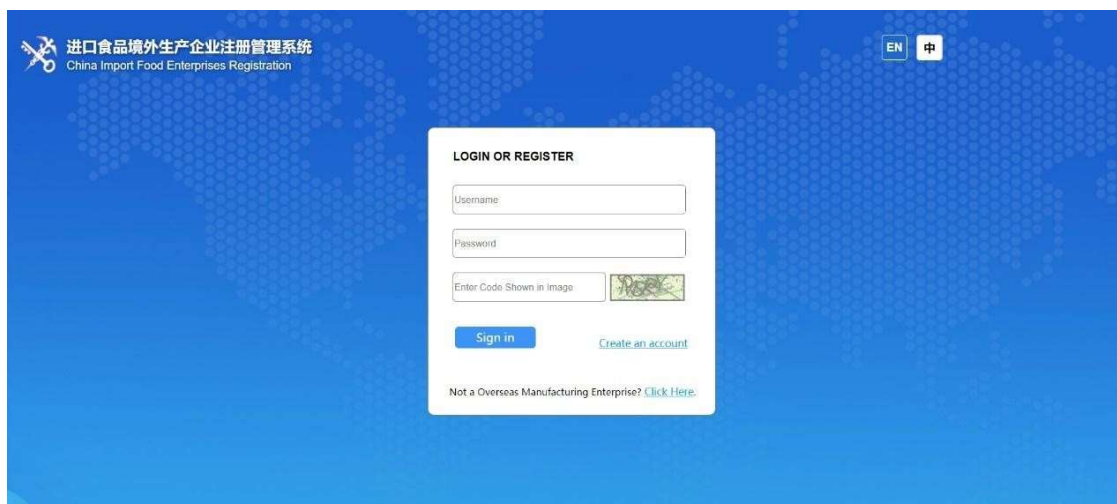 进口食品境外生产企业注册管理系统
China Import Food Enterprises Registration
EN 中
LOGIN OR REGISTER
Username
Password
Enter Code Shown in Image
Sign in
Create an account
Not a Overseas Manufacturing Enterprise? Click Here.